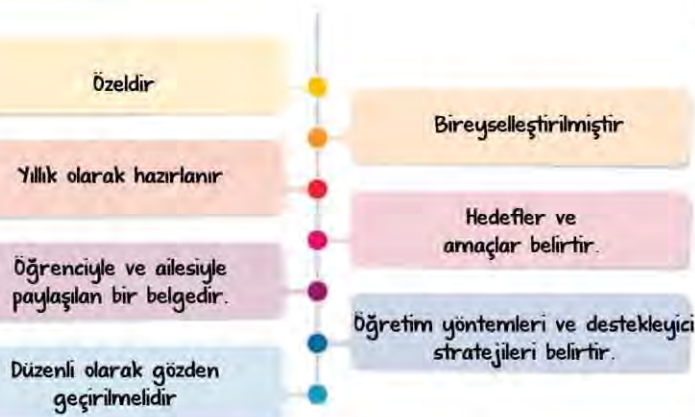 Özeldir
Bireyselleştirilmiştir
Yıllık olarak hazırlanır
Hedefler ve
amaçlar belirtir.
Öğrenciyle ve ailesiyle
paylaşılan bir belgedir.
Öğretim yöntemleri ve destekleyici
stratejileri belirtir.
Düzenli olarak gözden
geçirilmelidir